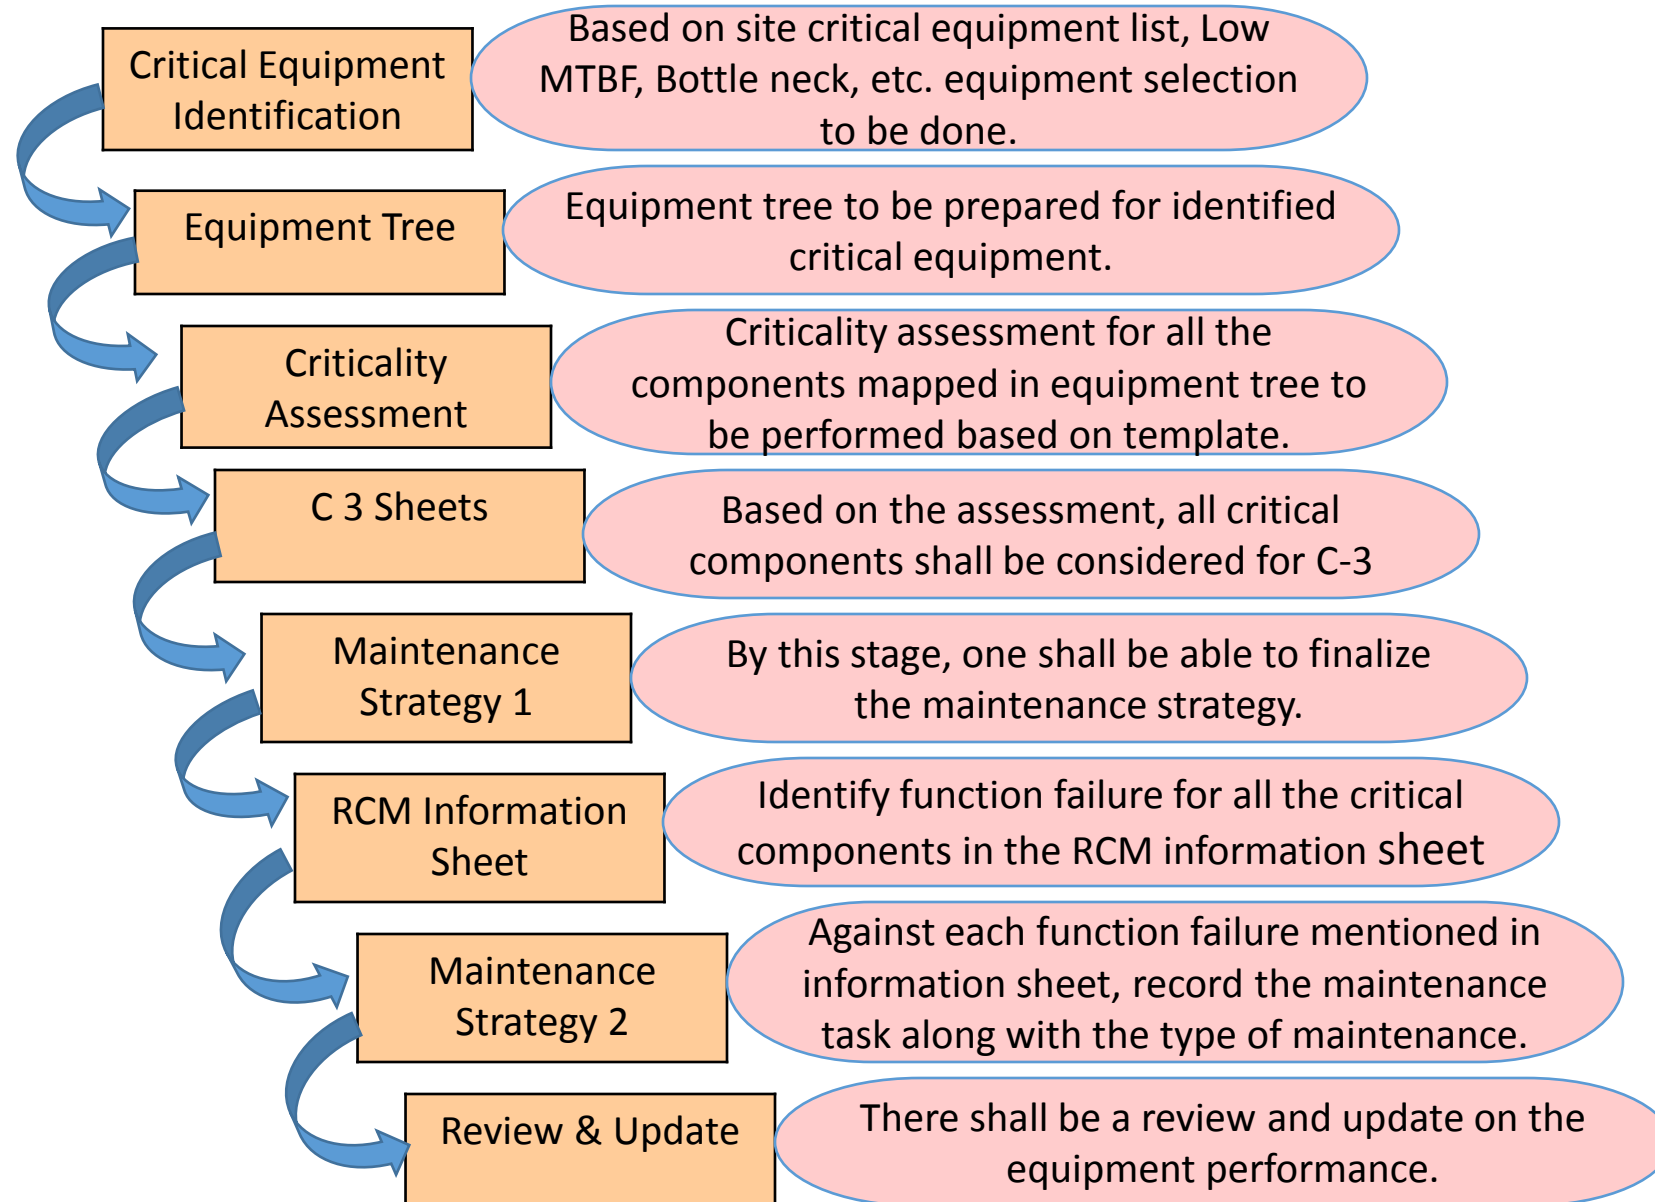 Critical Equipment
Identification
Based on site critical equipment list, Low
MTBF, Bottle neck, etc. equipment selection
to be done.
Equipment Tree
Equipment tree to be prepared for identified
critical equipment.
Criticality
Assessment
Criticality assessment for all the
components mapped in equipment tree to
be performed based on template.
C 3 Sheets
Based on the assessment, all critical
components shall be considered for C-3
Maintenance
Strategy 1
By this stage, one shall be able to finalize
the maintenance strategy.
RCM Information
Sheet
Identify function failure for all the critical
components in the RCM information sheet
Maintenance
Strategy 2
Against each function failure mentioned in
information sheet, record the maintenance
task along with the type of maintenance.
Review & Update
There shall be a review and update on the
equipment performance.